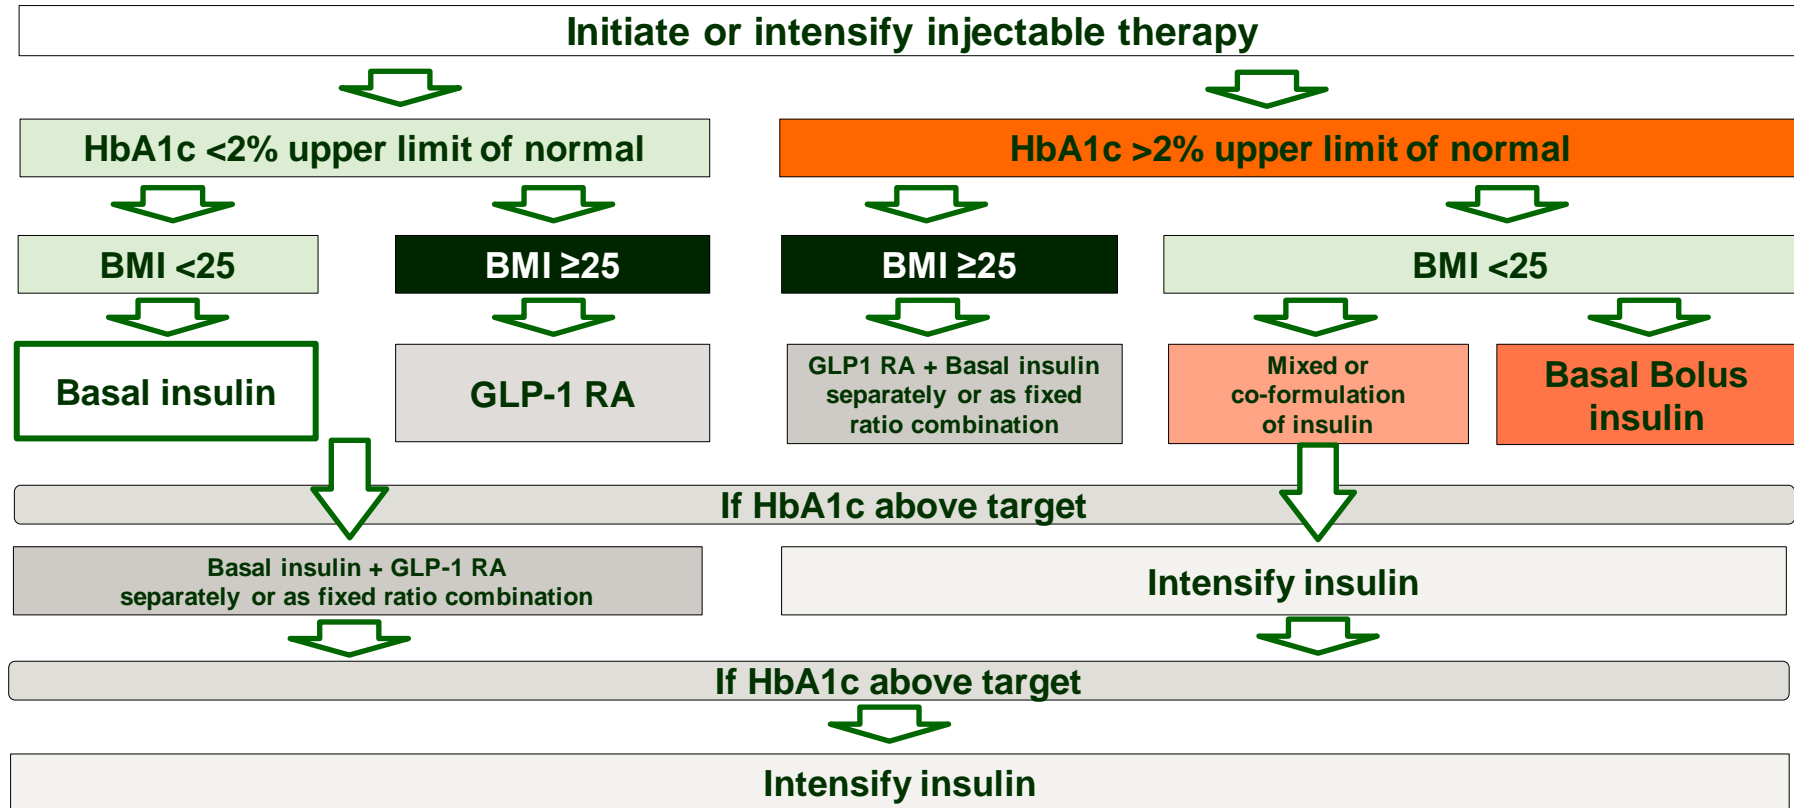 Initiate or intensify injectable therapy
HbA1c <2% upper limit of normal
HbA1c >2% upper limit of normal
BMI <25
BMI ≥25
BMI ≥25
BMI <25
Basal insulin
GLP-1 RA
GLP1 RA + Basal insulin
separately or as fixed
ratio combination
Mixed or
co-formulation
of insulin
Basal Bolus
insulin
If HbA1c above target
Basal insulin + GLP-1 RA
separately or as fixed ratio combination
Intensify insulin
If HbA1c above target
Intensify insulin